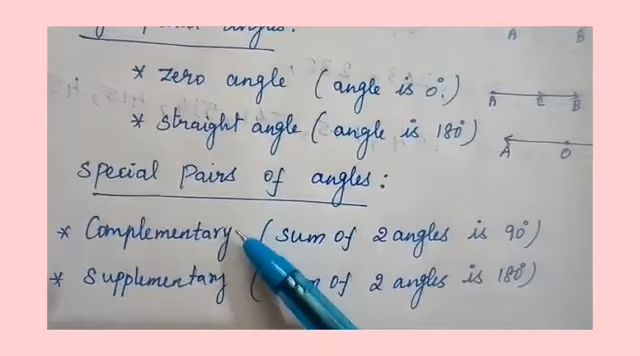 angles:
A B
* Zero angle (angle is 0°.)
A C B
* Straight angle (angle is 180°)
A O
Special Pairs of angles:
* Complementary (sum of 2 angles is 90°)
* Supplementary ( of 2 angles is 180°)